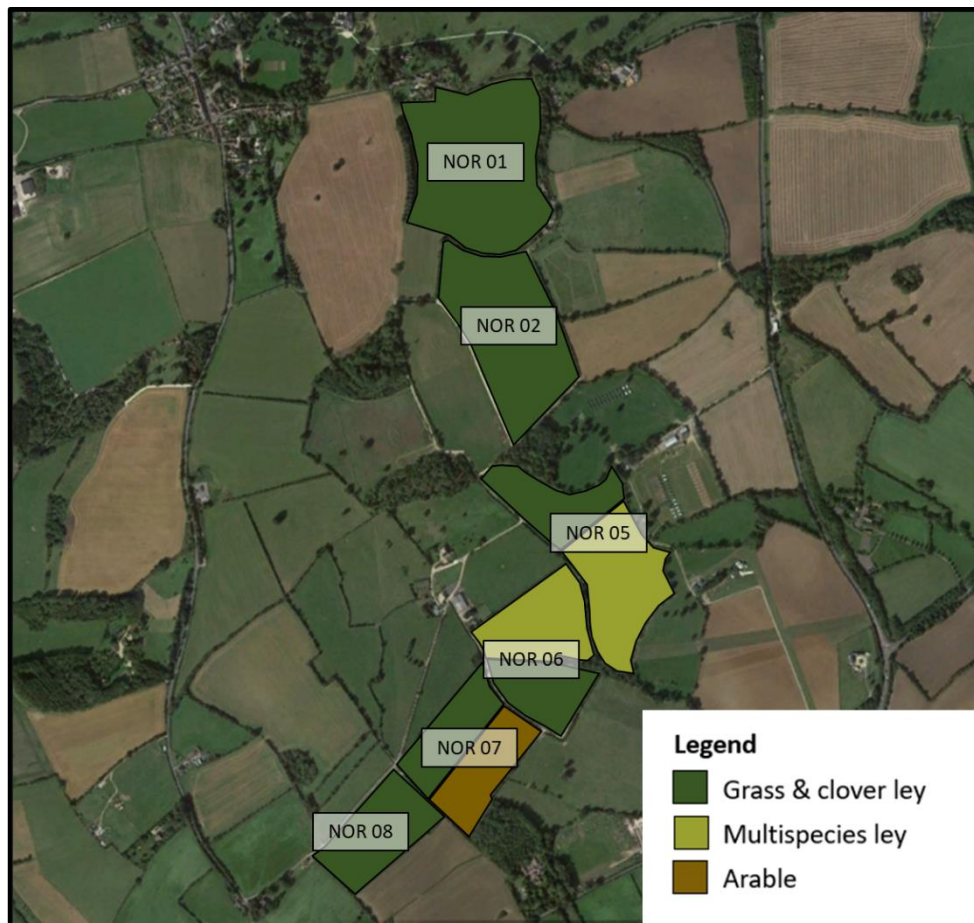 NOR 01
NOR 02
NOR 05
NOR 06
NOR 07
NOR 08
Legend
Grass & clover ley
Multispecies ley
Arable